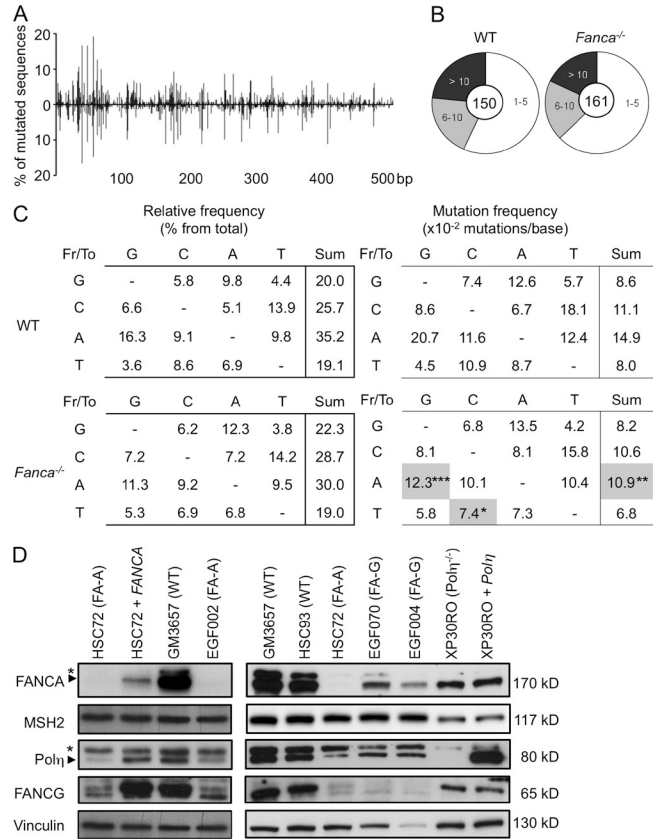 A
B
% of mutated sequences
20
10
0
10
20
100 200 300 400 500 bp
WT
Fanca-/-
> 10
6-10
1-5
150
> 10
6-10
1-5
161
C
Relative frequency
(% from total)
Mutation frequency
(x10-2 mutations/base)
WT
Fr/To G C A T Sum
G - 5.8 9.8 4.4 20.0
C 6.6 - 5.1 13.9 25.7
A 16.3 9.1 - 9.8 35.2
T 3.6 8.6 6.9 - 19.1
Fr/To G C A T Sum
G - 7.4 12.6 5.7 8.6
C 8.6 - 6.7 18.1 11.1
A 20.7 11.6 - 12.4 14.9
T 4.5 10.9 8.7 - 8.0
Fanca-/-
Fr/To G C A T Sum
G - 6.2 12.3 3.8 22.3
C 7.2 - 7.2 14.2 28.7
A 11.3 9.2 - 9.5 30.0
T 5.3 6.9 6.8 - 19.0
Fr/To G C A T Sum
G - 6.8 13.5 4.2 8.2
C 8.1 - 8.1 15.8 10.6
A 12.3*** 10.1 - 10.4 10.9**
T 5.8 7.4* 7.3 - 6.8
D
HSC72 (FA-A)
HSC72 + FANCA
GM3657 (WT)
EGF002 (FA-A)
GM3657 (WT)
HSC93 (WT)
HSC72 (FA-A)
EGF070 (FA-G)
EGF004 (FA-G)
XP30RO (Polη-/-)
XP30RO + Polη
*
FANCA 170 kD
MSH2 117 kD
*
Polη 80 kD
FANCG 65 kD
Vinculin 130 kD